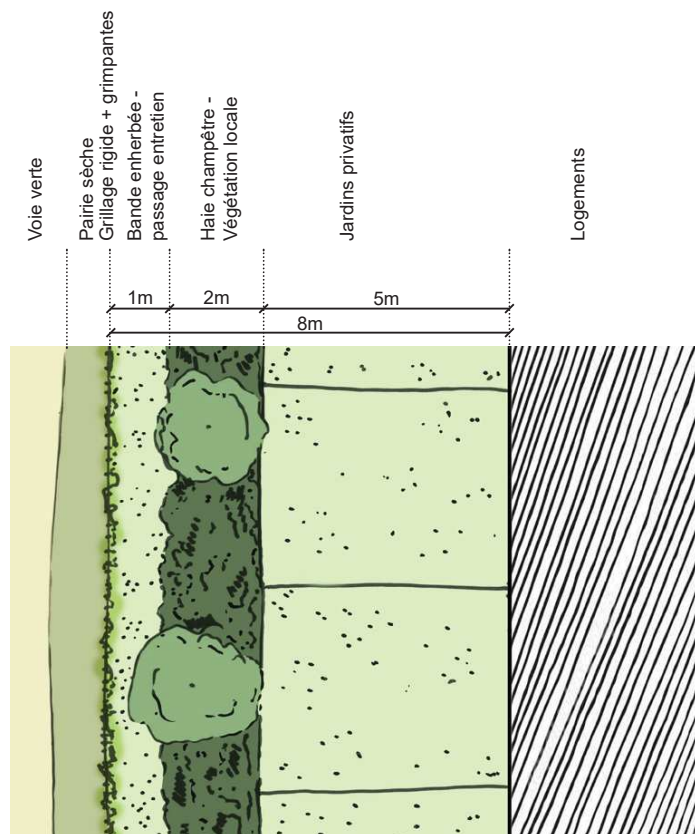 Voie verte
Pairie sèche
Grillage rigide + grimpantes
Bande enherbée -
passage entretien
Haie champêtre -
Végétation locale
Jardins privatifs
Logements
1m
2m
5m
8m